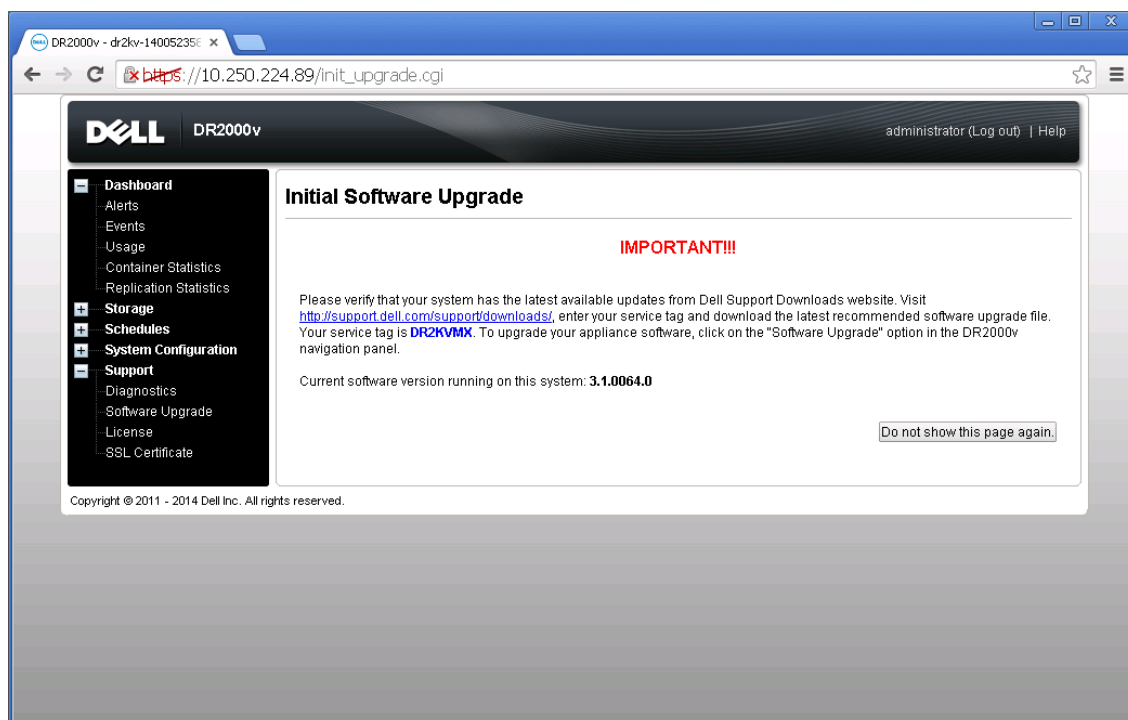 DR2000v - dr2kv-140052358
https://10.250.224.89/init_upgrade.cgi
DELL DR2000v
administrator (Log out) | Help
Dashboard
Alerts
Events
Usage
Container Statistics
Replication Statistics
Storage
Schedules
System Configuration
Support
Diagnostics
Software Upgrade
License
SSL Certificate
Initial Software Upgrade
IMPORTANT!!!
Please verify that your system has the latest available updates from Dell Support Downloads website. Visit
http://support.dell.com/support/downloads/, enter your service tag and download the latest recommended software upgrade file.
Your service tag is DR2KVMX. To upgrade your appliance software, click on the "Software Upgrade" option in the DR2000v
navigation panel.
Current software version running on this system: 3.1.0064.0
Do not show this page again.
Copyright © 2011 - 2014 Dell Inc. All rights reserved.